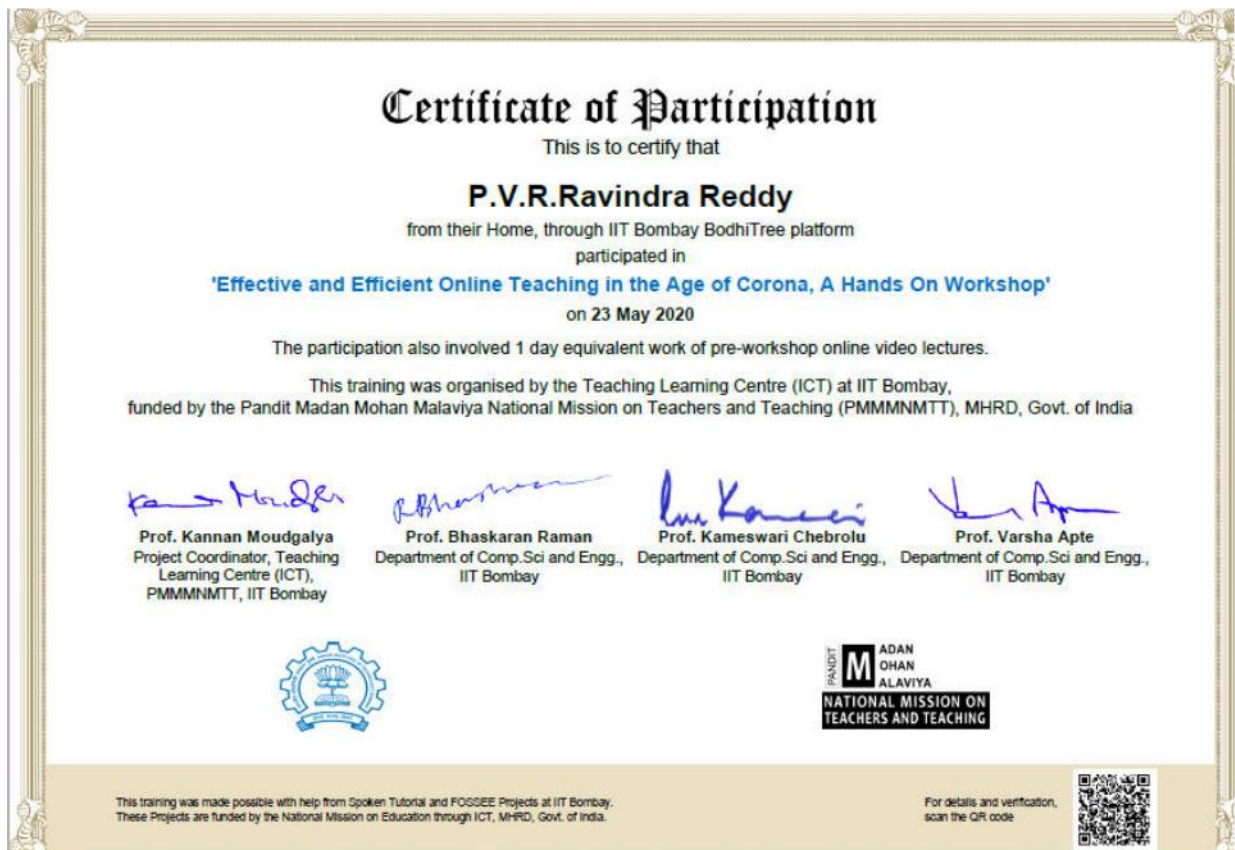 Certificate of Participation
This is to certify that
P.V.R.Ravindra Reddy
from their Home, through IIT Bombay BodhiTree platform
participated in
'Effective and Efficient Online Teaching in the Age of Corona, A Hands On Workshop'
on 23 May 2020
The participation also involved 1 day equivalent work of pre-workshop online video lectures.
This training was organised by the Teaching Learning Centre (ICT) at IIT Bombay,
funded by the Pandit Madan Mohan Malaviya National Mission on Teachers and Teaching (PMMMNMTT), MHRD, Govt. of India
Prof. Kannan Moudgalya
Project Coordinator, Teaching
Learning Centre (ICT),
PMMMNMTT, IIT Bombay
Prof. Bhaskaran Raman
Department of Comp.Sci and Engg.,
IIT Bombay
Prof. Kameswari Chebrolu
Department of Comp.Sci and Engg.,
IIT Bombay
Prof. Varsha Apte
Department of Comp.Sci and Engg.,
IIT Bombay
PANDIT
MADAN
OHAN
ALAVIYA
NATIONAL MISSION ON
TEACHERS AND TEACHING
This training was made possible with help from Spoken Tutorial and FOSSEE Projects at IIT Bombay.
These Projects are funded by the National Mission on Education through ICT, MHRD, Govt. of India.
For details and verification,
scan the QR code